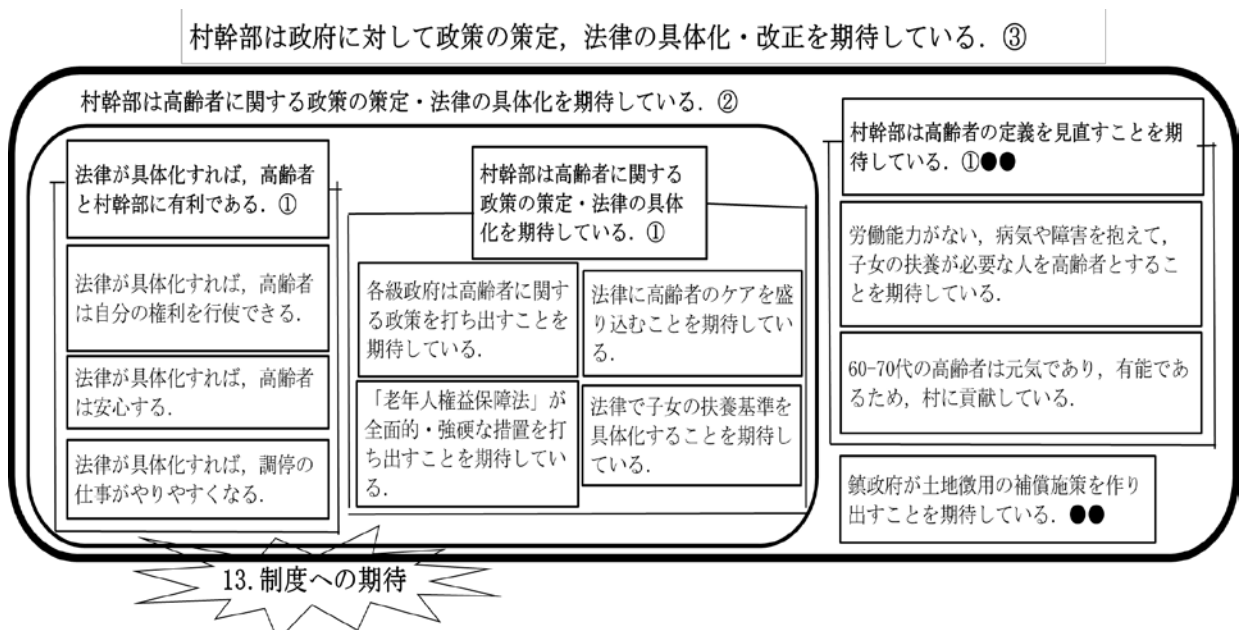 村幹部は政府に対して政策の策定，法律の具体化・改正を期待している．③
村幹部は高齢者に関する政策の策定・法律の具体化を期待している．②
法律が具体化すれば，高齢者
と村幹部に有利である．①
法律が具体化すれば，高齢者
は自分の権利を行使できる．
法律が具体化すれば，高齢者
は安心する．
法律が具体化すれば，調停の
仕事がやりやすくなる．
村幹部は高齢者に関する
政策の策定・法律の具体
化を期待している．①
各級政府は高齢者に関す
る政策を打ち出すことを
期待している．
法律に高齢者のケアを盛
り込むことを期待してい
る．
「老年人権益保障法」が
全面的・強硬な措置を打
ち出すことを期待してい
る．
法律で子女の扶養基準を
具体化することを期待し
ている．
村幹部は高齢者の定義を見直すことを期
待している．①●●
労働能力がない，病気や障害を抱えて，
子女の扶養が必要な人を高齢者とするこ
とを期待している．
60-70代の高齢者は元気であり，有能であ
るため，村に貢献している．
鎮政府が土地徴用の補償施策を作り
出すことを期待している．●●
13.制度への期待